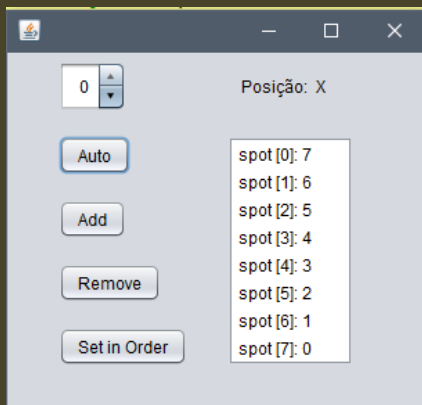 0
Posição: X
Auto
Add
Remove
Set in Order
spot [0]: 7
spot [1]: 6
spot [2]: 5
spot [3]: 4
spot [4]: 3
spot [5]: 2
spot [6]: 1
spot [7]: 0